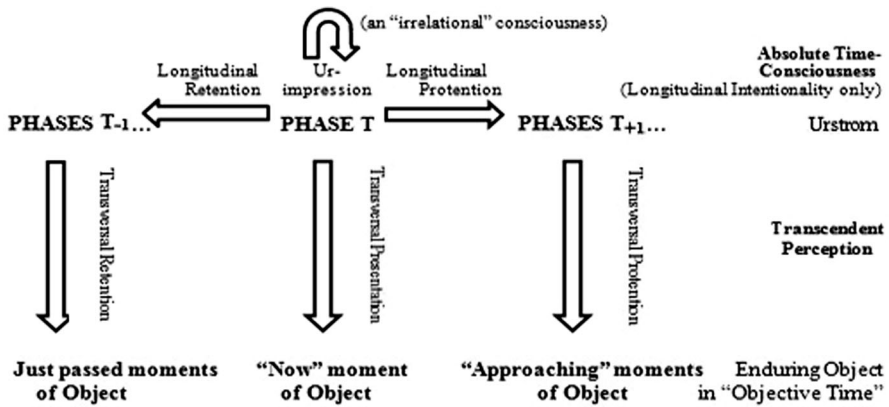 (an “irrelational” consciousness)
Longitudinal
Retention
Ur-
impression
Longitudinal
Protention
Absolute Time-
Consciousness
(Longitudinal Intentionality only)
PHASES T-1...
PHASE T
PHASES T+1...
Urstrom
Transversal Retention
Transversal Presentation
Transversal Protention
Transcendent
Perception
Just passed moments
of Object
“Now” moment
of Object
“Approaching” moments
of Object
Enduring Object
in “Objective Time”